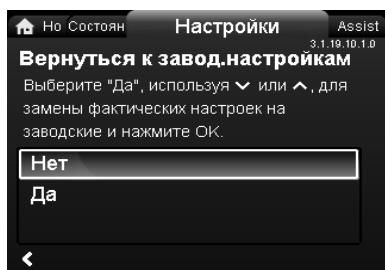 Но Состоян Настройки Assist
3.1.19.10.1.0
Вернуться к завод.настройкам
Выберите "Да", используя ⌄ или ⌃, для
замены фактических настроек на
заводские и нажмите OK.
Нет
Да